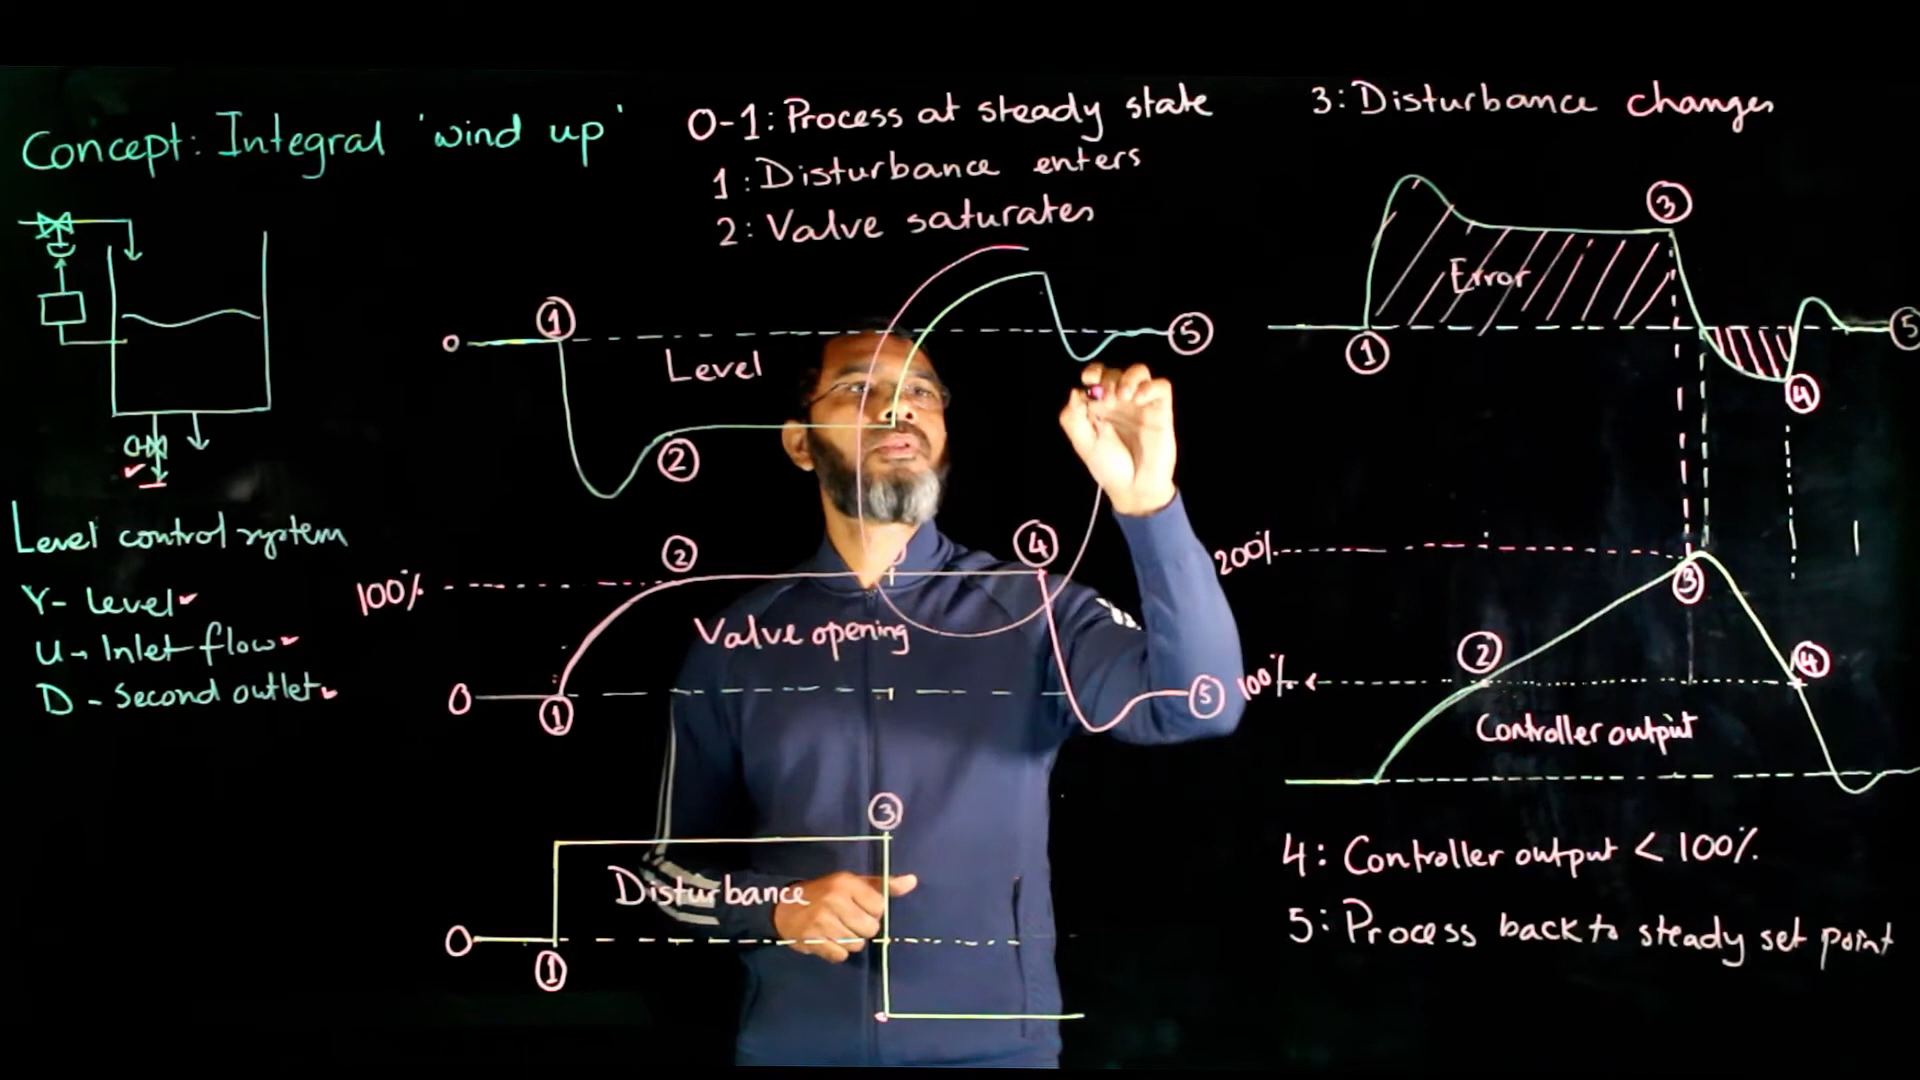 Concept: Integral 'wind up'
Level control system
Y- Level
U- Inlet flow
D - Second outlet
0-1: Process at steady state
1: Disturbance enters
2: Valve saturates
3: Disturbance changes
0
1
Level
2
5
100%
2
4
Valve opening
0
1
5
3
Disturbance
0
1
3
Error
1
4
5
200%
3
2
4
100%
Controller output
4: Controller output < 100%
5: Process back to steady set point